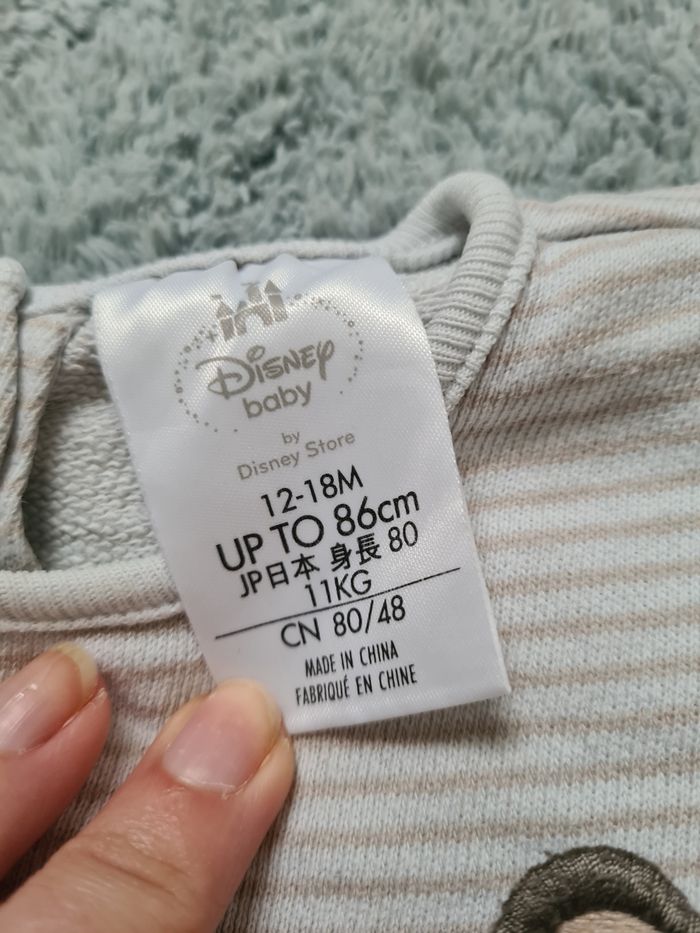 Disney
baby
by
Disney Store
12-18M
UP TO 86cm
JP日本 身長 80
11KG
CN 80/48
MADE IN CHINA
FABRIQUÉ EN CHINE